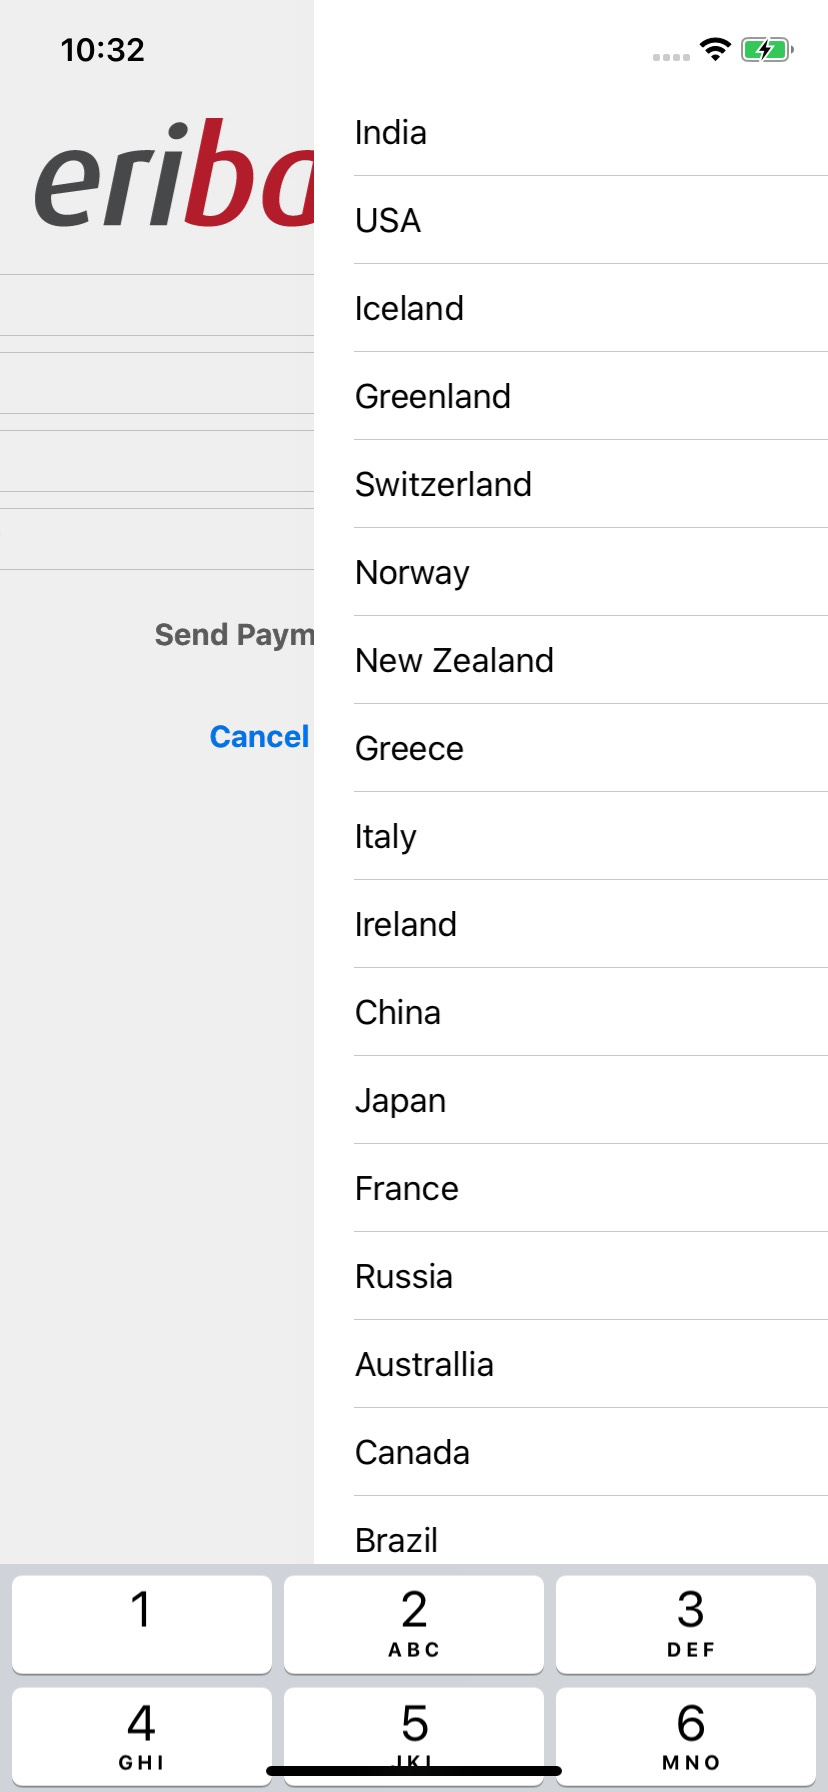 10:32
eriba
Send Paym
Cancel
India
USA
Iceland
Greenland
Switzerland
Norway
New Zealand
Greece
Italy
Ireland
China
Japan
France
Russia
Australlia
Canada
Brazil
1
2
ABC
3
DEF
4
GHI
5
JKL
6
MNO